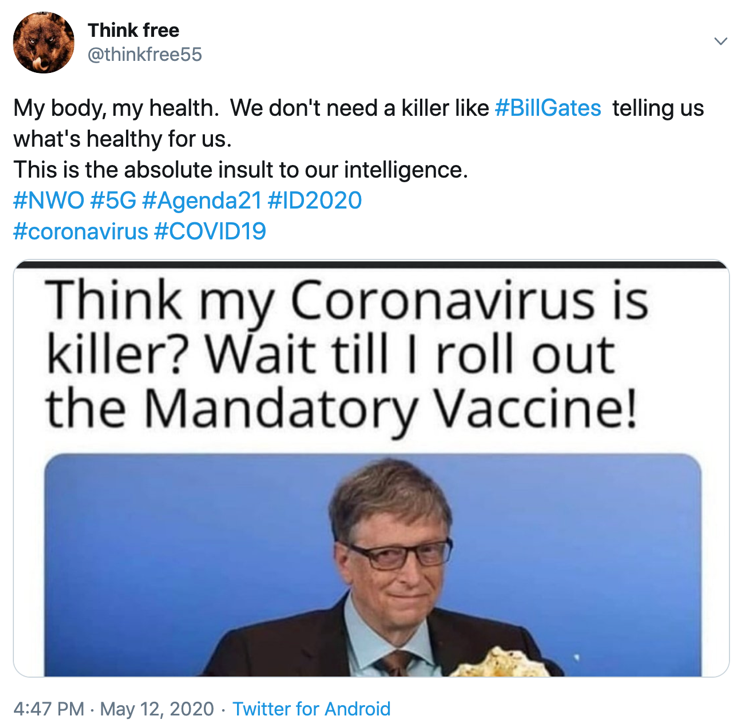 Think free
@thinkfree55
My body, my health.  We don't need a killer like #BillGates  telling us
what's healthy for us.
This is the absolute insult to our intelligence.
#NWO #5G #Agenda21 #ID2020
#coronavirus #COVID19
Think my Coronavirus is
killer? Wait till I roll out
the Mandatory Vaccine!
4:47 PM · May 12, 2020 · Twitter for Android